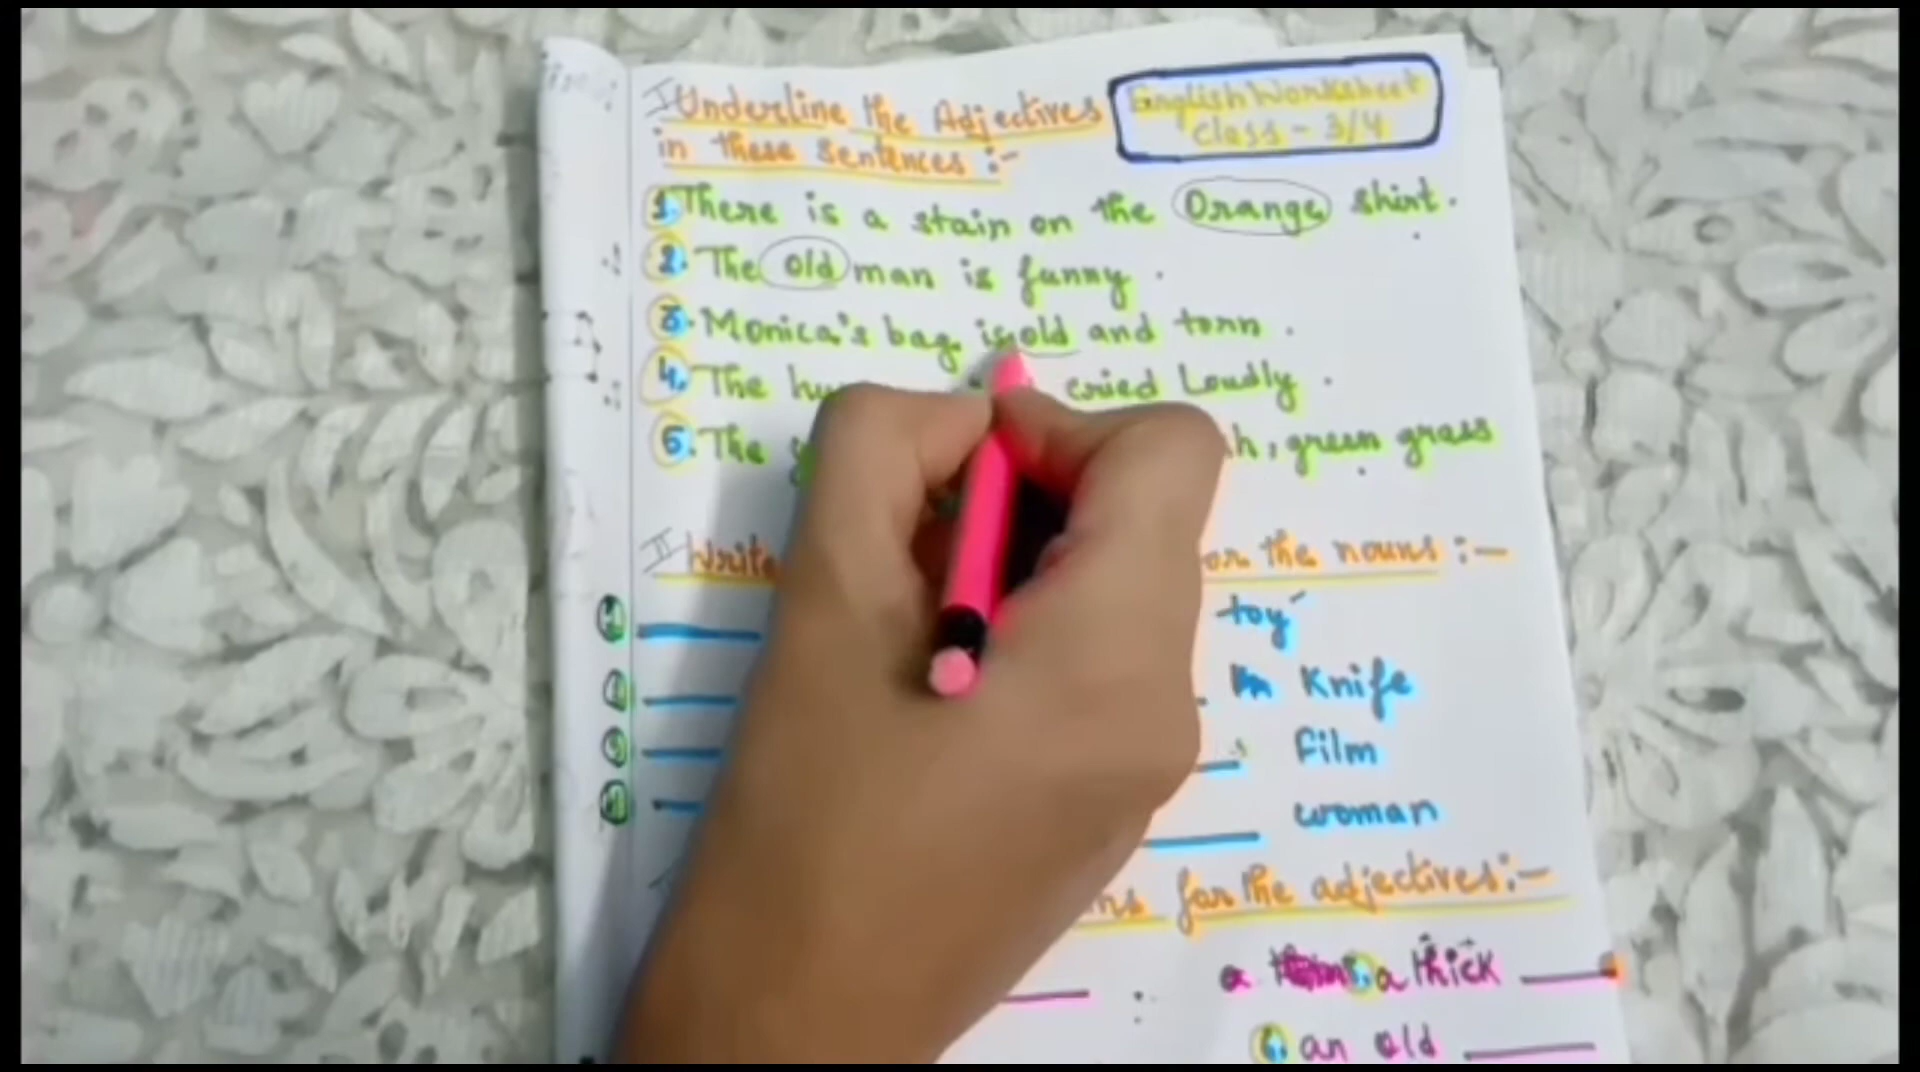 I Underline the Adjectives
in these sentences :-
English Worksheet
Class - 3/4
1. There is a stain on the Orange shirt.
2. The old man is funny.
3. Monica's bag is old and torn.
4. The cried Loudly.
5. The green grass
II Write for the nouns :-
toy
Knife
Film
woman
for the adjectives :-
a thick
6. an old